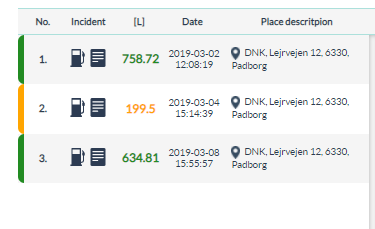 No. Incident [L] Date Place descritpion
1. 758.72 2019-03-02 12:08:19 DNK, Lejrvejen 12, 6330, Padborg
2. 199.5 2019-03-04 15:14:39 DNK, Lejrvejen 12, 6330, Padborg
3. 634.81 2019-03-08 15:55:57 DNK, Lejrvejen 12, 6330, Padborg